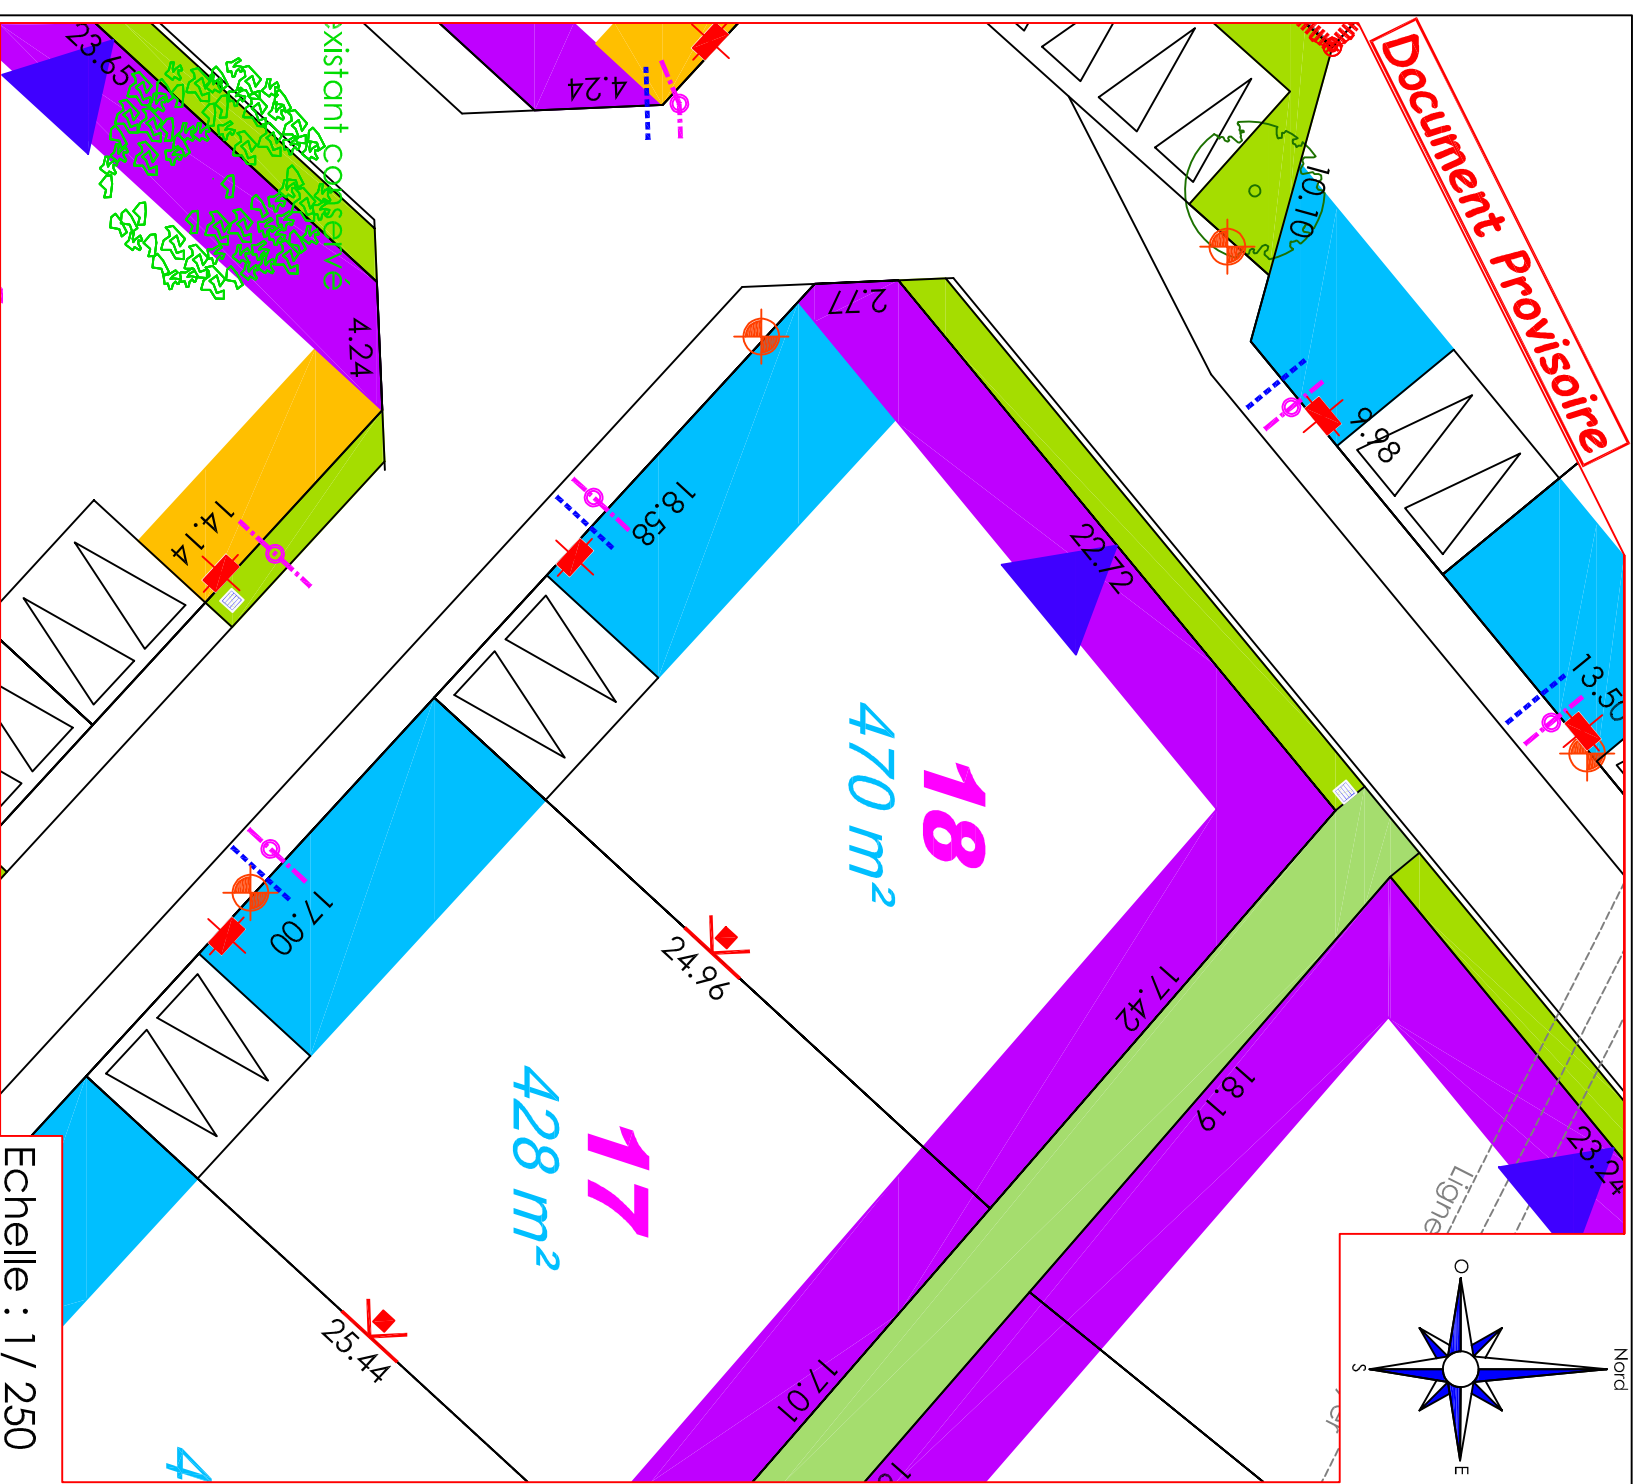 Document Provisoire
existant conservé
23.65
4.24
4.24
14.14
10.10
9.98
13.50
2.77
18.58
22.72
18
470 m²
24.96
17.42
18.19
17.00
17
428 m²
25.44
17.01
23.24
Ligne
Nord
O
S
E
Echelle : 1/ 250
4